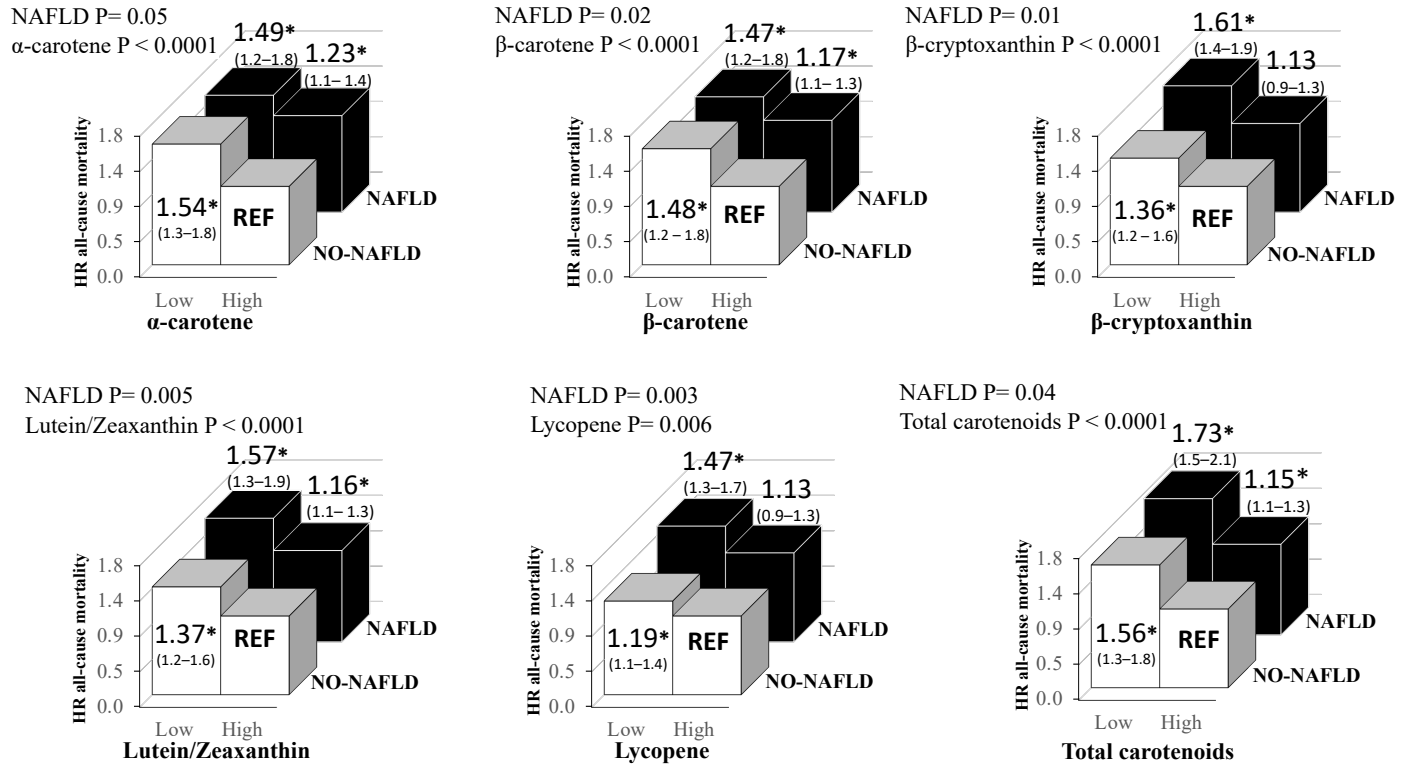 NAFLD P= 0.05
α-carotene P < 0.0001
1.49*
(1.2–1.8)
1.23*
(1.1– 1.4)
HR all-cause mortality
1.8
1.4
0.9
0.5
0.0
1.54*
(1.3–1.8)
REF
NAFLD
NO-NAFLD
Low High
α-carotene
NAFLD P= 0.02
β-carotene P < 0.0001
1.47*
(1.2–1.8)
1.17*
(1.1– 1.3)
HR all-cause mortality
1.8
1.4
0.9
0.5
0.0
1.48*
(1.2 – 1.8)
REF
NAFLD
NO-NAFLD
Low High
β-carotene
NAFLD P= 0.01
β-cryptoxanthin P < 0.0001
1.61*
(1.4–1.9)
1.13
(0.9–1.3)
HR all-cause mortality
1.8
1.4
0.9
0.5
0.0
1.36*
(1.2 – 1.6)
REF
NAFLD
NO-NAFLD
Low High
β-cryptoxanthin
NAFLD P= 0.005
Lutein/Zeaxanthin P < 0.0001
1.57*
(1.3–1.9)
1.16*
(1.1– 1.3)
HR all-cause mortality
1.8
1.4
0.9
0.5
0.0
1.37*
(1.2–1.6)
REF
NAFLD
NO-NAFLD
Low High
Lutein/Zeaxanthin
NAFLD P= 0.003
Lycopene P= 0.006
1.47*
(1.3–1.7)
1.13
(0.9–1.3)
HR all-cause mortality
1.8
1.4
0.9
0.5
0.0
1.19*
(1.1–1.4)
REF
NAFLD
NO-NAFLD
Low High
Lycopene
NAFLD P= 0.04
Total carotenoids P < 0.0001
1.73*
(1.5–2.1)
1.15*
(1.1–1.3)
HR all-cause mortality
1.8
1.4
0.9
0.5
0.0
1.56*
(1.3–1.8)
REF
NAFLD
NO-NAFLD
Low High
Total carotenoids